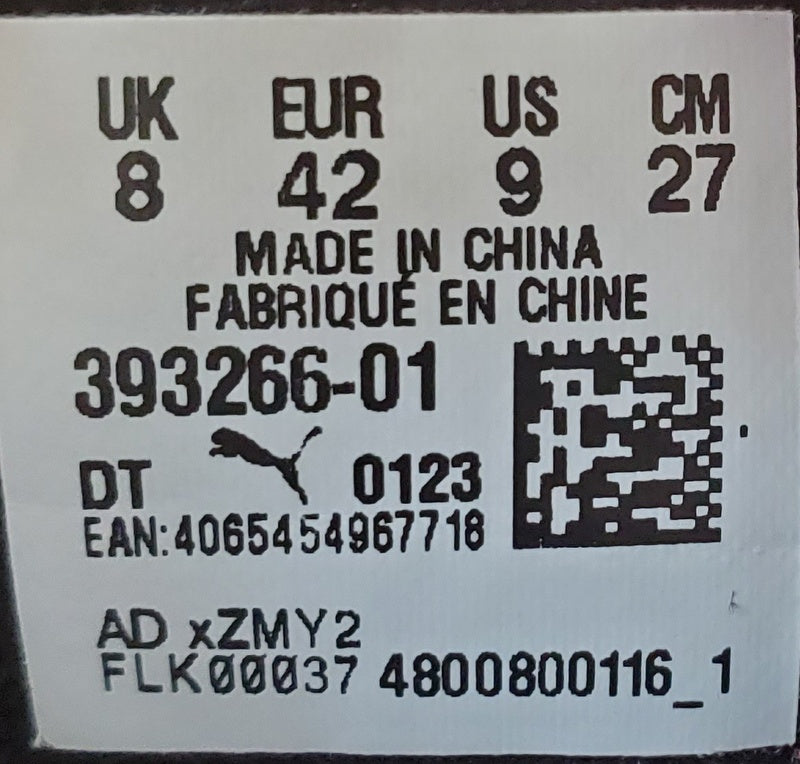 UK EUR US CM
8 42 9 27
MADE IN CHINA
FABRIQUÉ EN CHINE
393266-01
DT 0123
EAN:4065454967718
AD xZMY2
FLK00037 4800800116_1